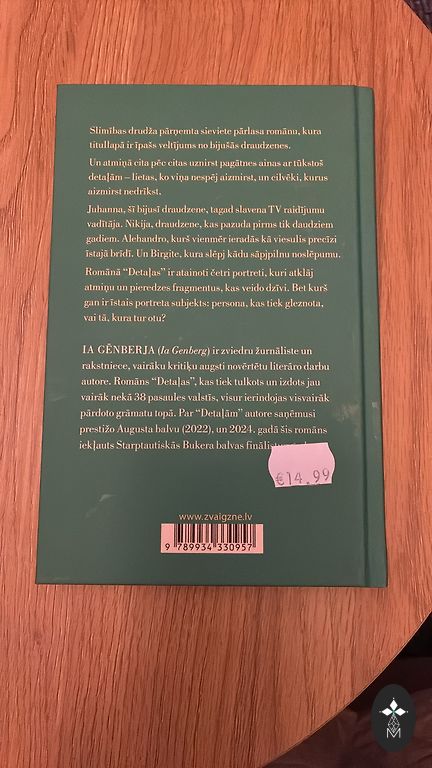 Slimības drudža pārņemta sieviete pārlasa romānu, kura
titullapā ir īpašs veltījums no bijušās draudzenes.
Un atmiņā cita pēc citas uznirst pagātnes ainas ar tūkstoš
detaļām – lietas, ko viņa nespēj aizmirst, un cilvēki, kurus
aizmirst nedrīkst.
Juhanna, šī bijusī draudzene, tagad slavena TV raidījumu
vadītāja. Nikija, draudzene, kas pazuda pirms tik daudziem
gadiem. Alehandro, kurš vienmēr ieradās kā viesulis precīzi
īstajā brīdī. Un Birgite, kura slēpj kādu sāpjpilnu noslēpumu.
Romānā “Detaļas” ir atainoti četri portreti, kuri atklāj
atmiņu un pieredzes fragmentus, kas veido dzīvi. Bet kurš
gan ir īstais portreta subjekts: persona, kas tiek gleznota,
vai tā, kura tur otu?
IA GĒNBERJA (Ia Genberg) ir zviedru žurnāliste un
rakstniece, vairāku kritiķu augsti novērtētu literāro darbu
autore. Romāns “Detaļas”, kas tiek tulkots un izdots jau
vairāk nekā 38 pasaules valstīs, visur ierindojas visvairāk
pārdoto grāmatu topā. Par “Detaļām” autore saņēmusi
prestižo Augusta balvu (2022), un 2024. gadā šis romāns
iekļauts Starptautiskās Bukera balvas
€14.99
www.zvaigzne.lv
9 789934 330957
M